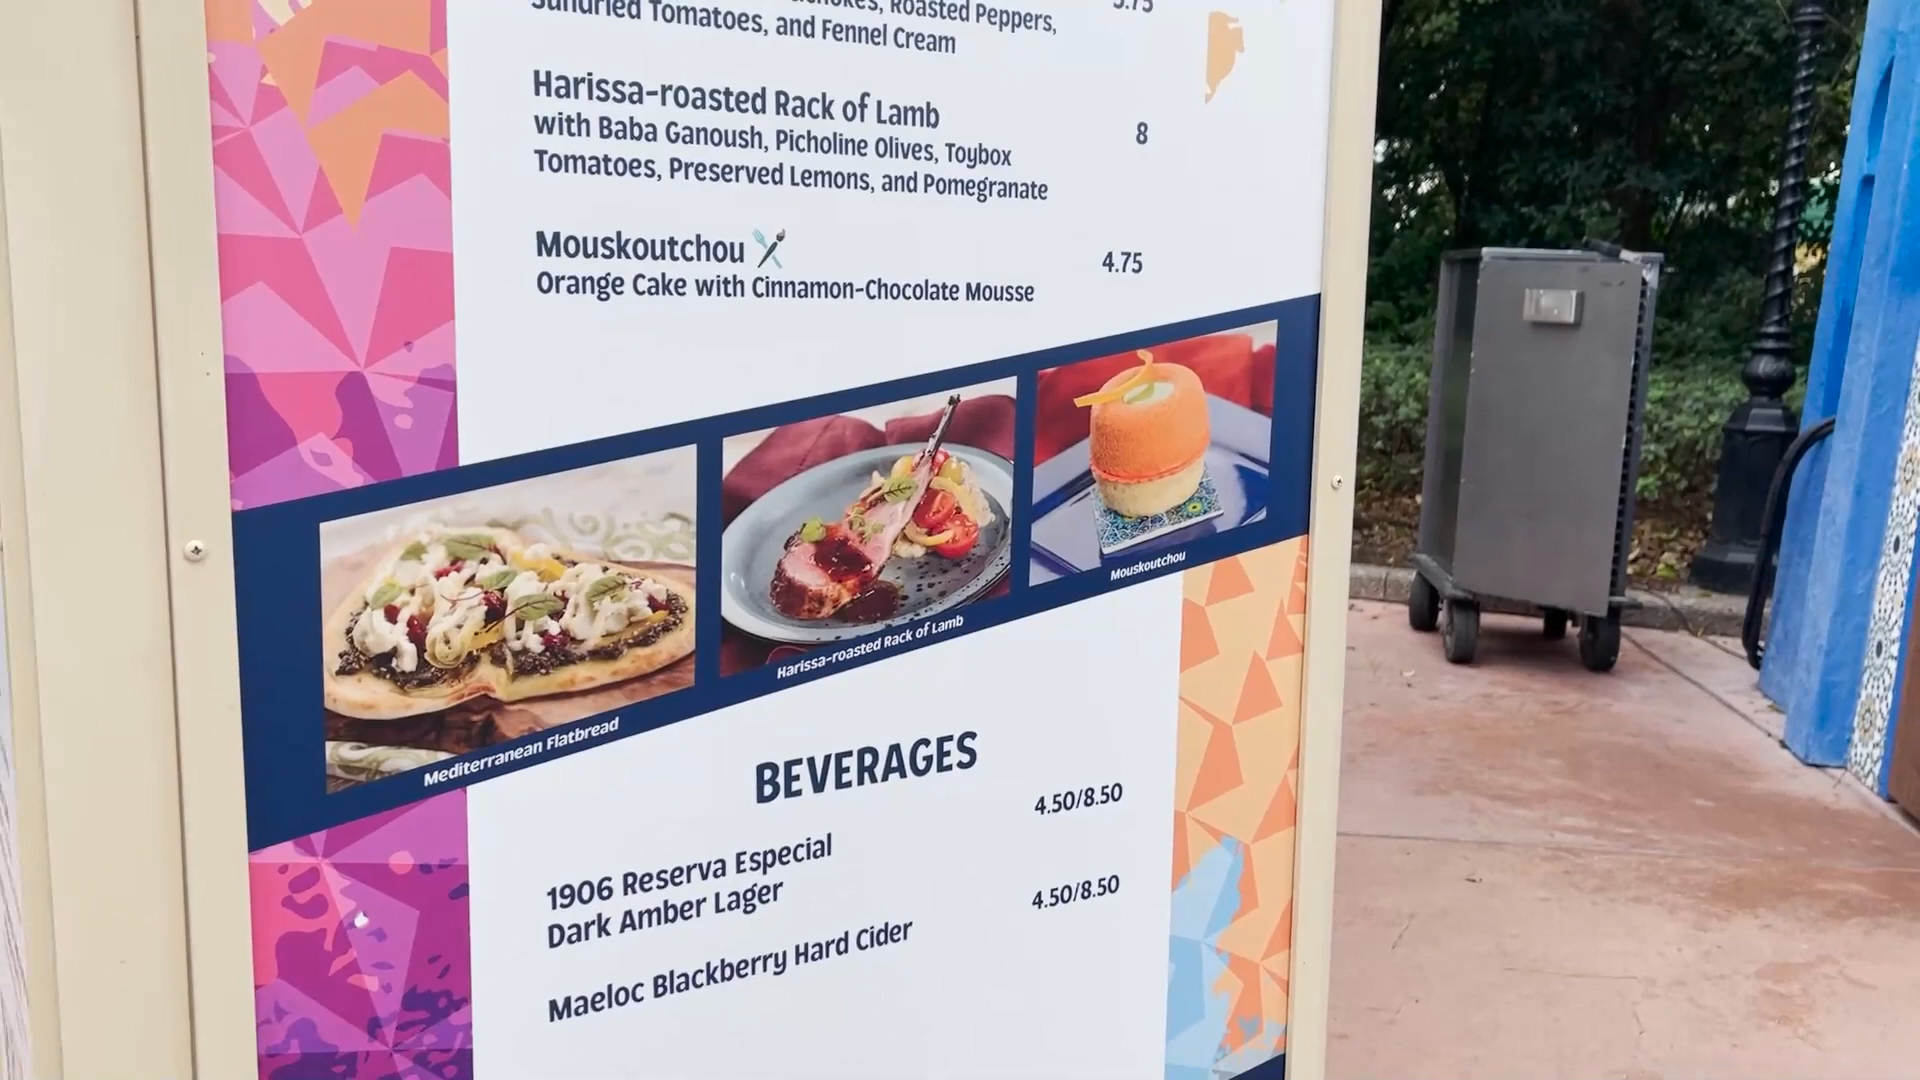 Roasted Peppers,
Sundried Tomatoes, and Fennel Cream
Harissa-roasted Rack of Lamb
with Baba Ganoush, Picholine Olives, Toybox 8
Tomatoes, Preserved Lemons, and Pomegranate
Mouskoutchou 4.75
Orange Cake with Cinnamon-Chocolate Mousse
Mediterranean Flatbread
Harissa-roasted Rack of Lamb
Mouskoutchou
BEVERAGES
1906 Reserva Especial 4.50/8.50
Dark Amber Lager
Maeloc Blackberry Hard Cider 4.50/8.50